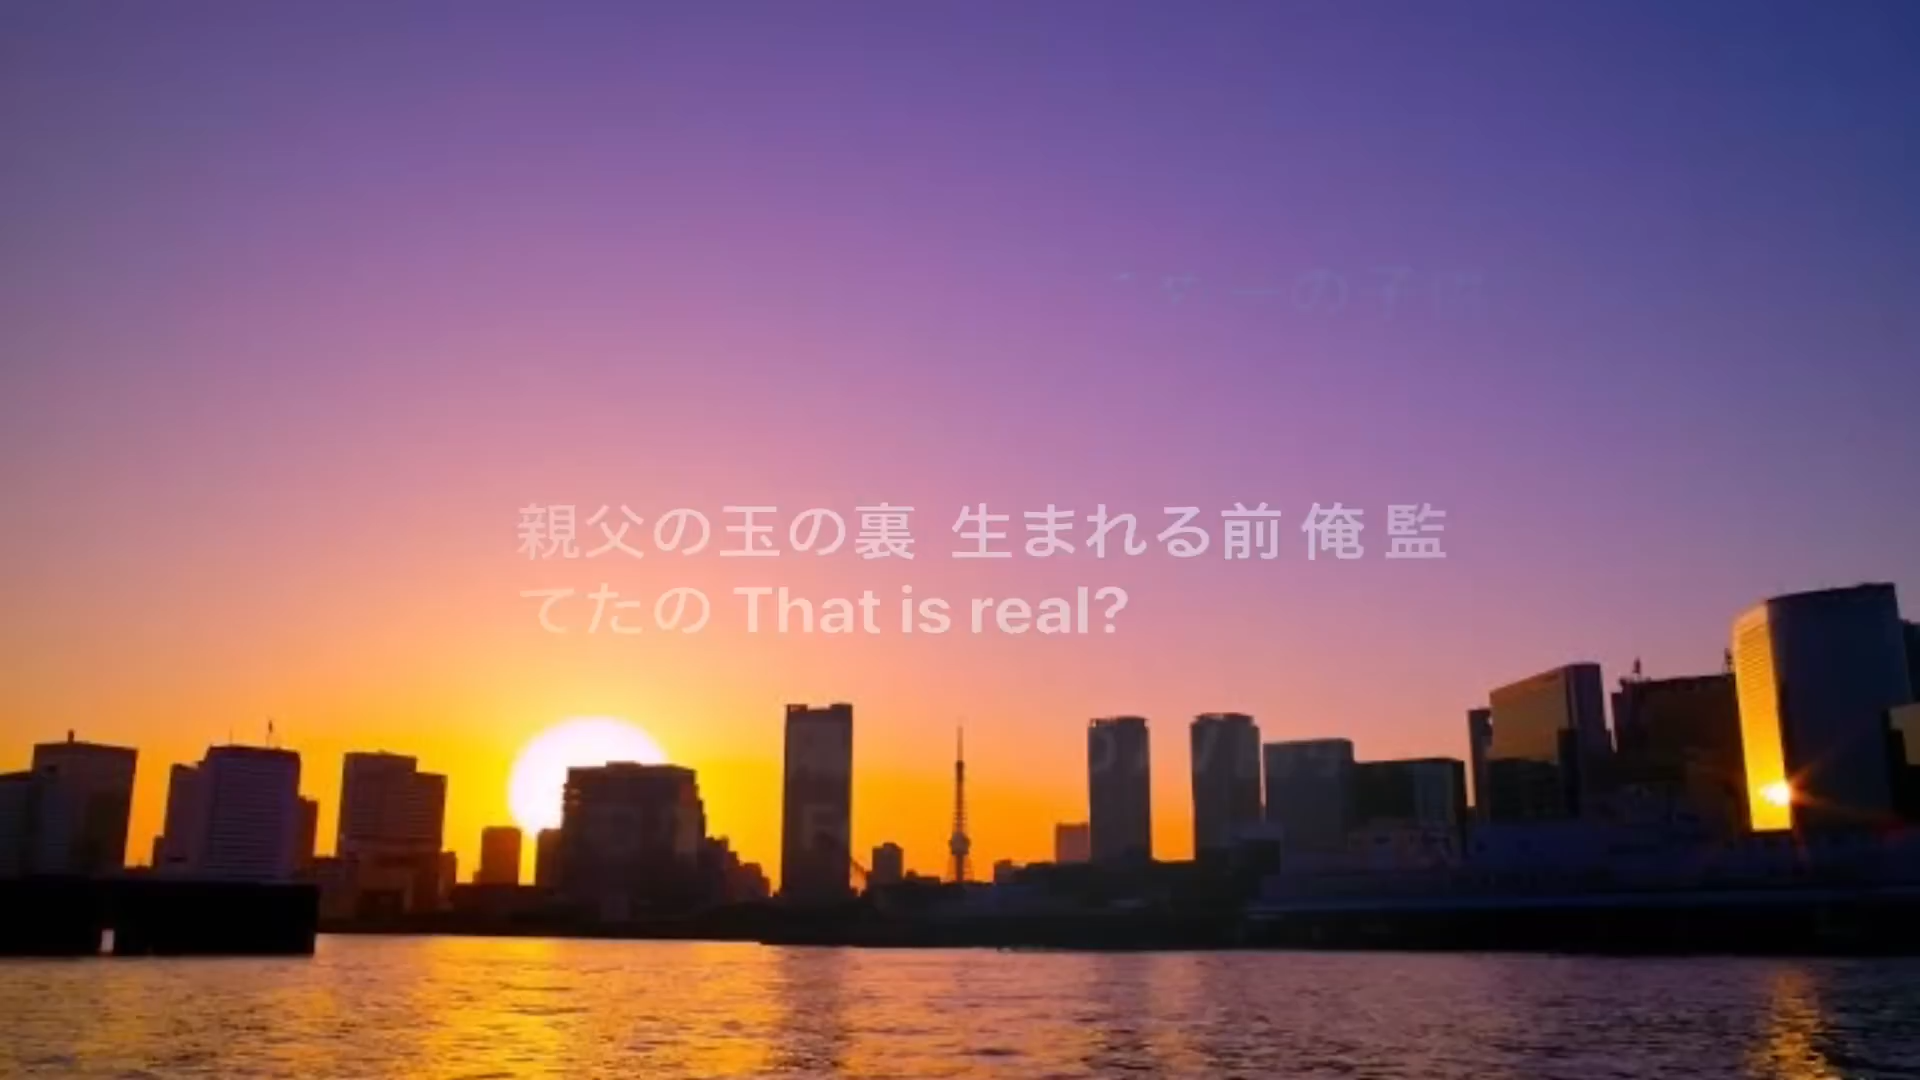 親父の玉の裏 生まれる前 俺 監
てたの That is real?